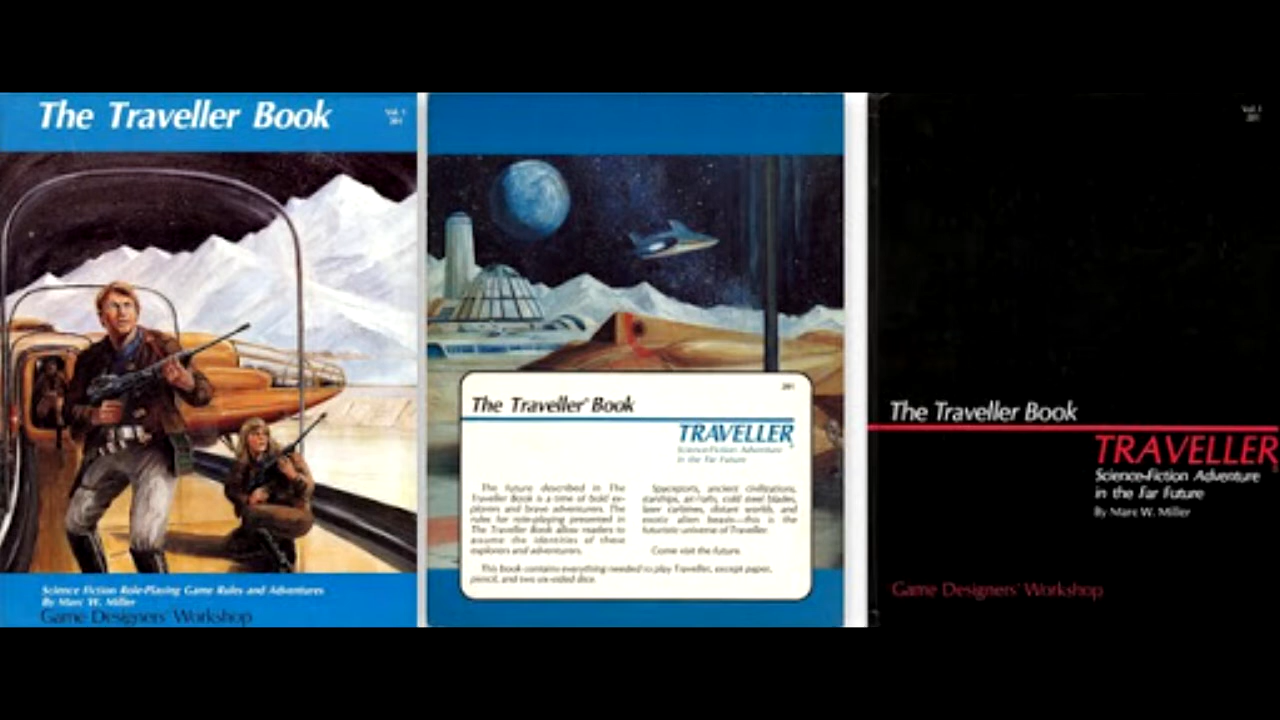 The Traveller Book
Vol. 1
201
Science Fiction Role-Playing Game Rules and Adventures
By Marc W. Miller
Game Designers' Workshop
201
The Traveller® Book
TRAVELLER
Science-Fiction Adventure
in the Far Future
The future described in The
Traveller Book is a time of bold ex-
plorers and brave adventurers. The
rules for role-playing presented in
The Traveller Book allow readers to
assume the identities of these
explorers and adventurers.
Spaceports, ancient civilizations,
starships, air/rafts, cold steel blades,
laser carbines, distant worlds, and
exotic alien beasts—this is the
futuristic universe of Traveller.
Come visit the future.
This book contains everything needed to play Traveller, except paper,
pencil, and two six-sided dice.
Vol. 1
201
The Traveller Book
TRAVELLER
Science-Fiction Adventure
in the Far Future
By Marc W. Miller
Game Designers' Workshop